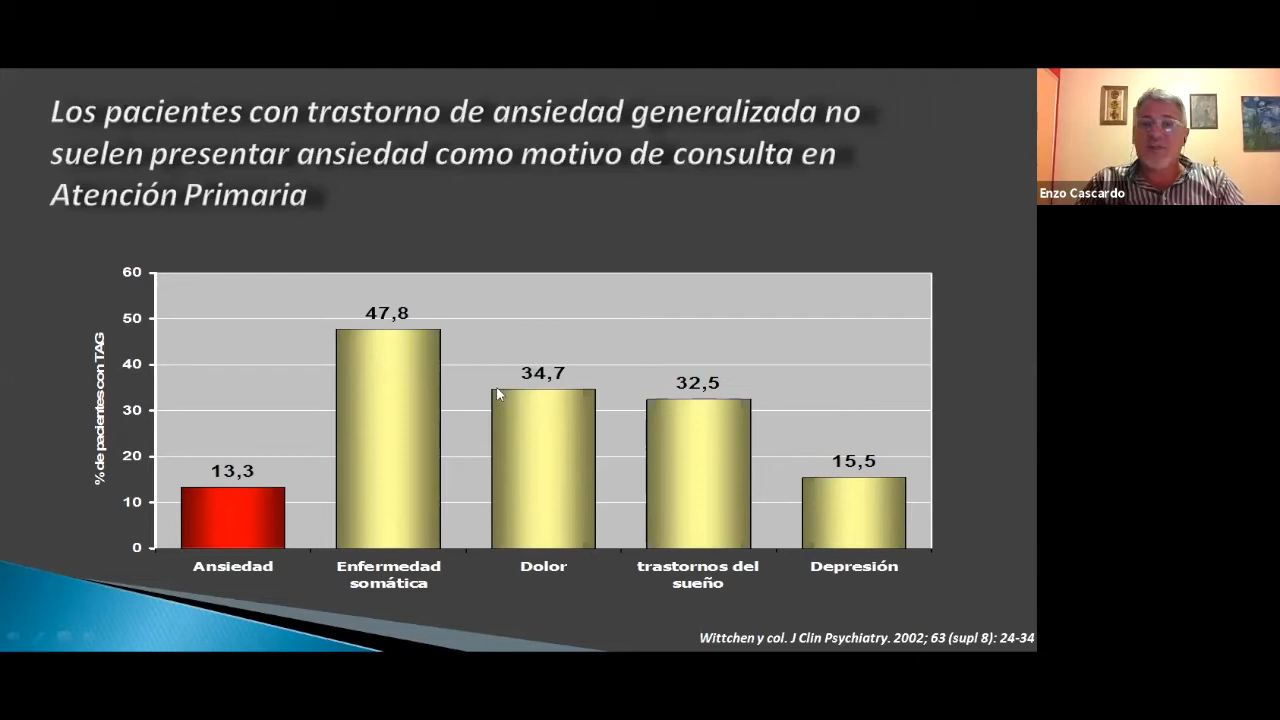 Los pacientes con trastorno de ansiedad generalizada no
suelen presentar ansiedad como motivo de consulta en
Atención Primaria
Enzo Cascardo
% de pacientes con TAG
60
50
40
30
20
10
0
13,3
47,8
34,7
32,5
15,5
Ansiedad
Enfermedad
somática
Dolor
trastornos del
sueño
Depresión
Wittchen y col. J Clin Psychiatry. 2002; 63 (supl 8): 24-34